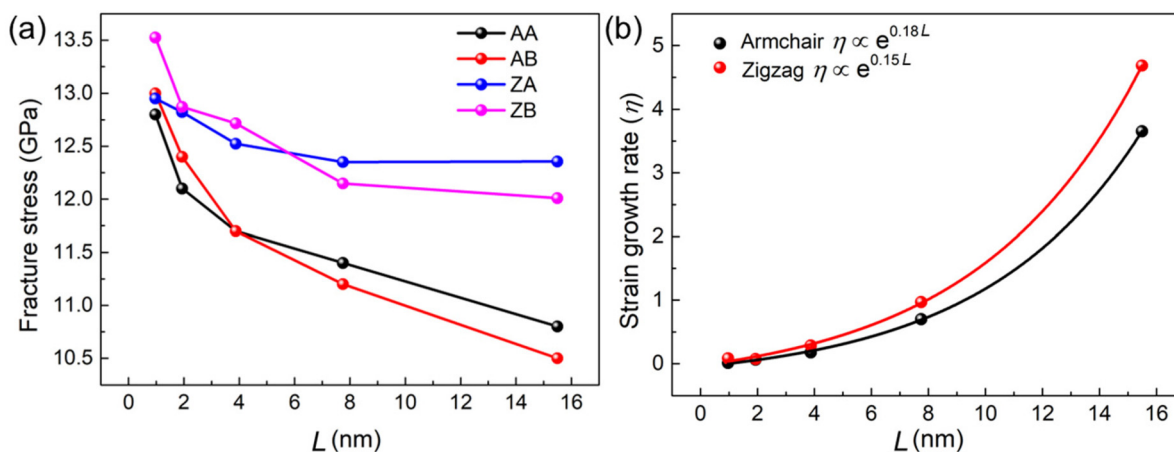 (a)
Fracture stress (GPa)
13.5
13.0
12.5
12.0
11.5
11.0
10.5
AA
AB
ZA
ZB
0 2 4 6 8 10 12 14 16
L (nm)
(b)
Strain growth rate (η)
5
4
3
2
1
0
Armchair η ∝ e^0.18L
Zigzag η ∝ e^0.15L
0 2 4 6 8 10 12 14 16
L (nm)